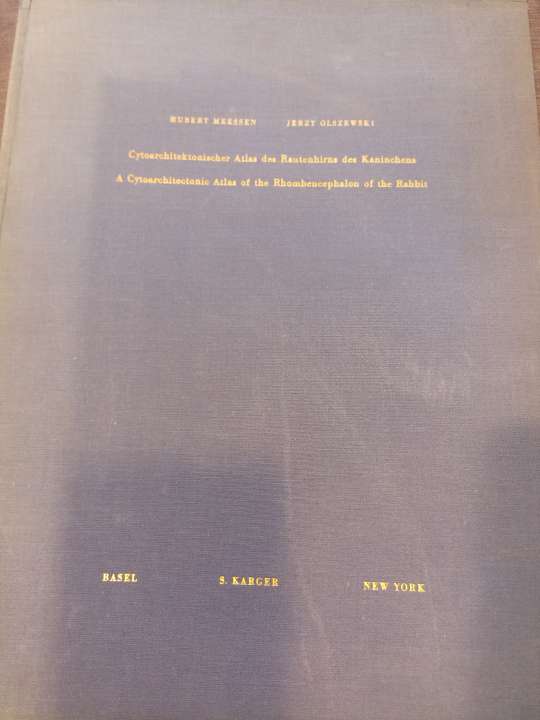 HUBERT MEESSEN JERZY OLSZEWSKI
Cytoarchitektonischer Atlas des Rautenhirns des Kaninchens
A Cytoarchitectonic Atlas of the Rhombencephalon of the Rabbit
BASEL S. KARGER NEW YORK